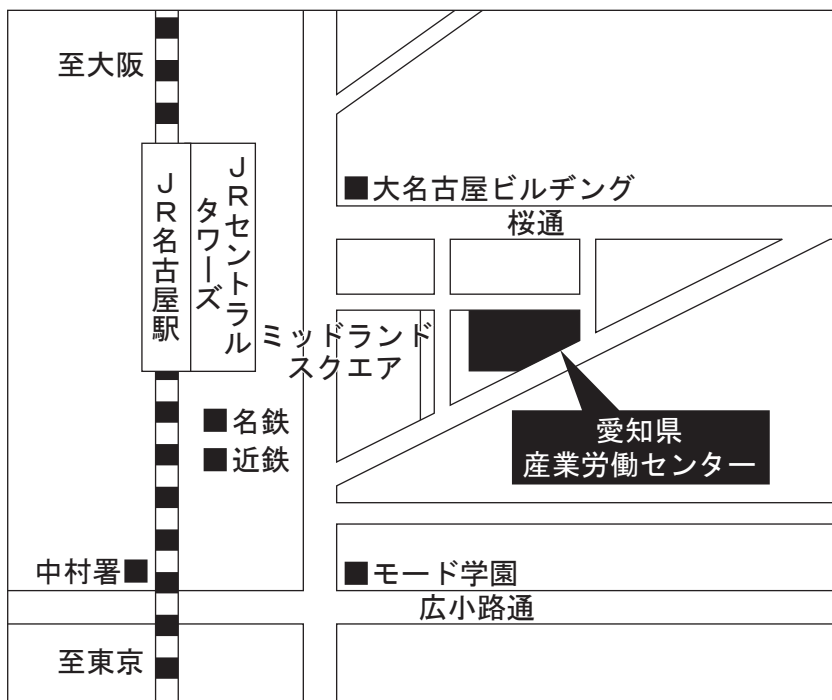 至大阪
JR名古屋駅
JRセントラル
タワーズ
■大名古屋ビルヂング
桜通
ミッドランド
スクエア
■名鉄
■近鉄
愛知県
産業労働センター
中村署■
■モード学園
広小路通
至東京